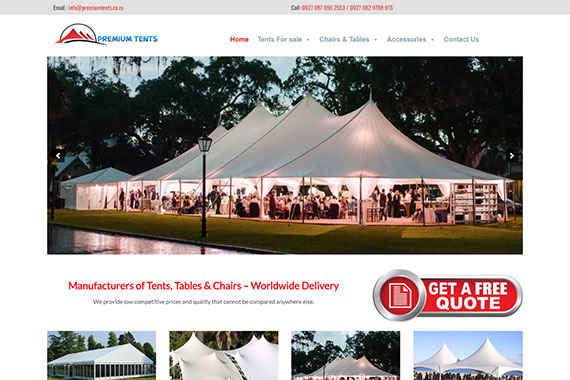 Email : info@premiumtents.co.za
Call :0027 087 056 2553 / 0027 082 0788 915
PREMIUM TENTS
Home Tents For sale Chairs & Tables Accessories Contact Us
Manufacturers of Tents, Tables & Chairs – Worldwide Delivery
We provide low competitive prices and quality that cannot be compared anywhere else.
GET A FREE
QUOTE